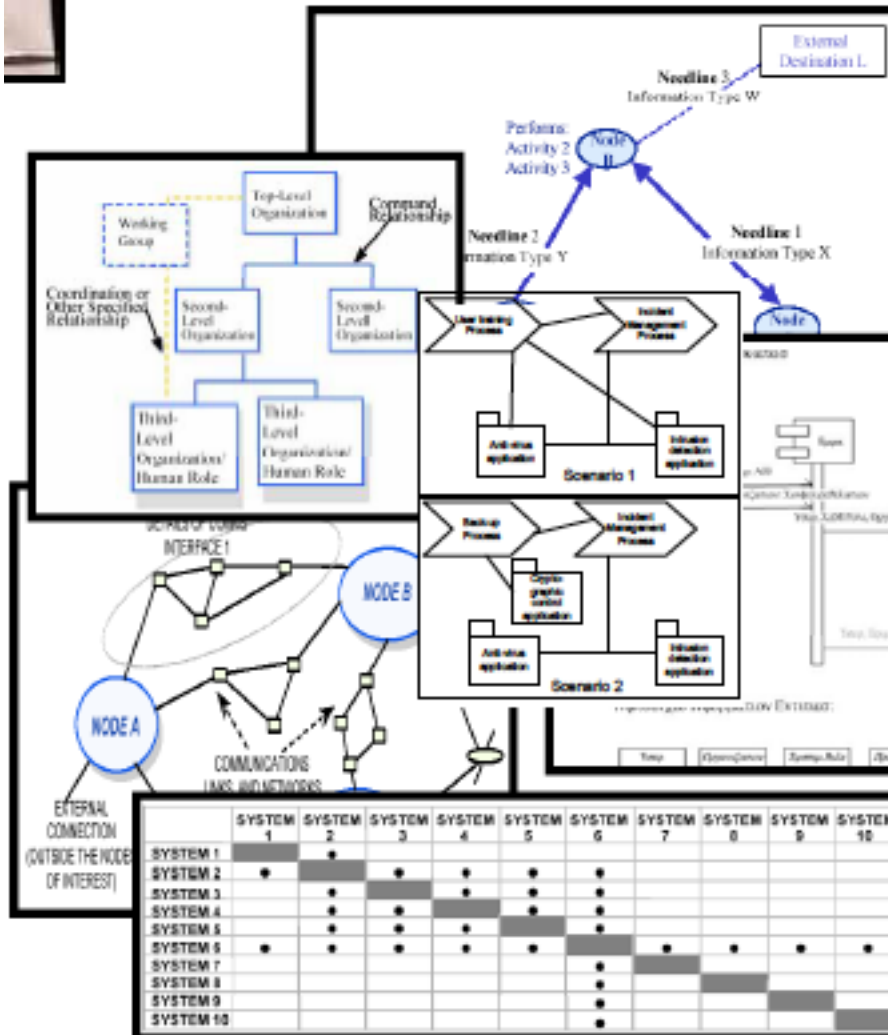 External
Destination L
Needline 3
Information Type W
Performs:
Activity 2
Activity 3
Node
B
Needline 2
rmation Type Y
Needline 1
Information Type X
Node
Top-Level
Organization
Command
Relationship
Working
Group
Coordination or
Other Specified
Relationship
Second-
Level
Organization
Second-
Level
Organization
Third-
Level
Organization/
Human Role
Third-
Level
Organization/
Human Role
User training
Process
Incident
Management
Process
Antivirus
application
Intrusion
detection
application
Scenario 1
Backup
Process
Incident
Management
Process
Crypto
graphic
control
application
Antivirus
application
Intrusion
detection
application
Scenario 2
INTERFACE 1
NODE B
NODE A
COMMUNICATIONS
LINKS AND NETWORKS
EXTERNAL
CONNECTION
(OUTSIDE THE NODES
OF INTEREST)
SYSTEM 1 SYSTEM 2 SYSTEM 3 SYSTEM 4 SYSTEM 5 SYSTEM 6 SYSTEM 7 SYSTEM 8 SYSTEM 9 SYSTEM 10
SYSTEM 1
SYSTEM 2
SYSTEM 3
SYSTEM 4
SYSTEM 5
SYSTEM 6
SYSTEM 7
SYSTEM 8
SYSTEM 9
SYSTEM 10